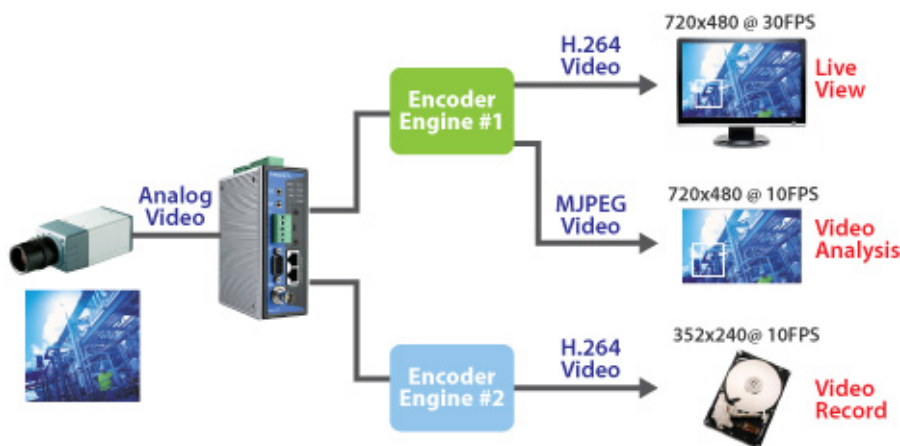 720x480 @ 30FPS
H.264
Video
Live
View
Encoder
Engine #1
Analog
Video
MJPEG
Video
720x480 @ 10FPS
Video
Analysis
352x240@ 10FPS
H.264
Video
Encoder
Engine #2
Video
Record